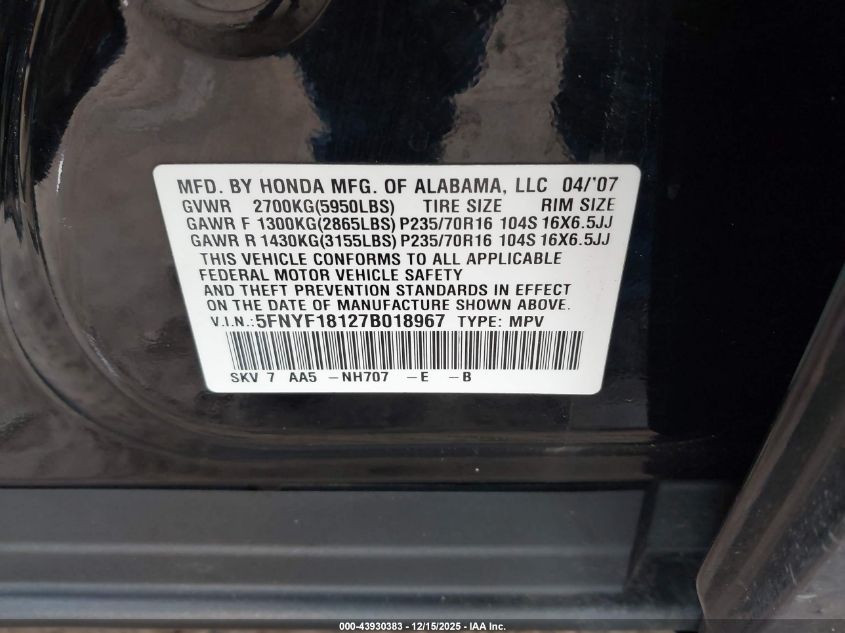 MFD. BY HONDA MFG. OF ALABAMA, LLC 04/'07
GVWR 2700KG(5950LBS) TIRE SIZE RIM SIZE
GAWR F 1300KG(2865LBS) P235/70R16 104S 16X6.5JJ
GAWR R 1430KG(3155LBS) P235/70R16 104S 16X6.5JJ
THIS VEHICLE CONFORMS TO ALL APPLICABLE
FEDERAL MOTOR VEHICLE SAFETY
AND THEFT PREVENTION STANDARDS IN EFFECT
ON THE DATE OF MANUFACTURE SHOWN ABOVE.
V.I.N.: 5FNYF18127B018967 TYPE: MPV
SKV 7 AA5 -NH707 -E -B
000-43930383 - 12/15/2025 - IAA Inc.